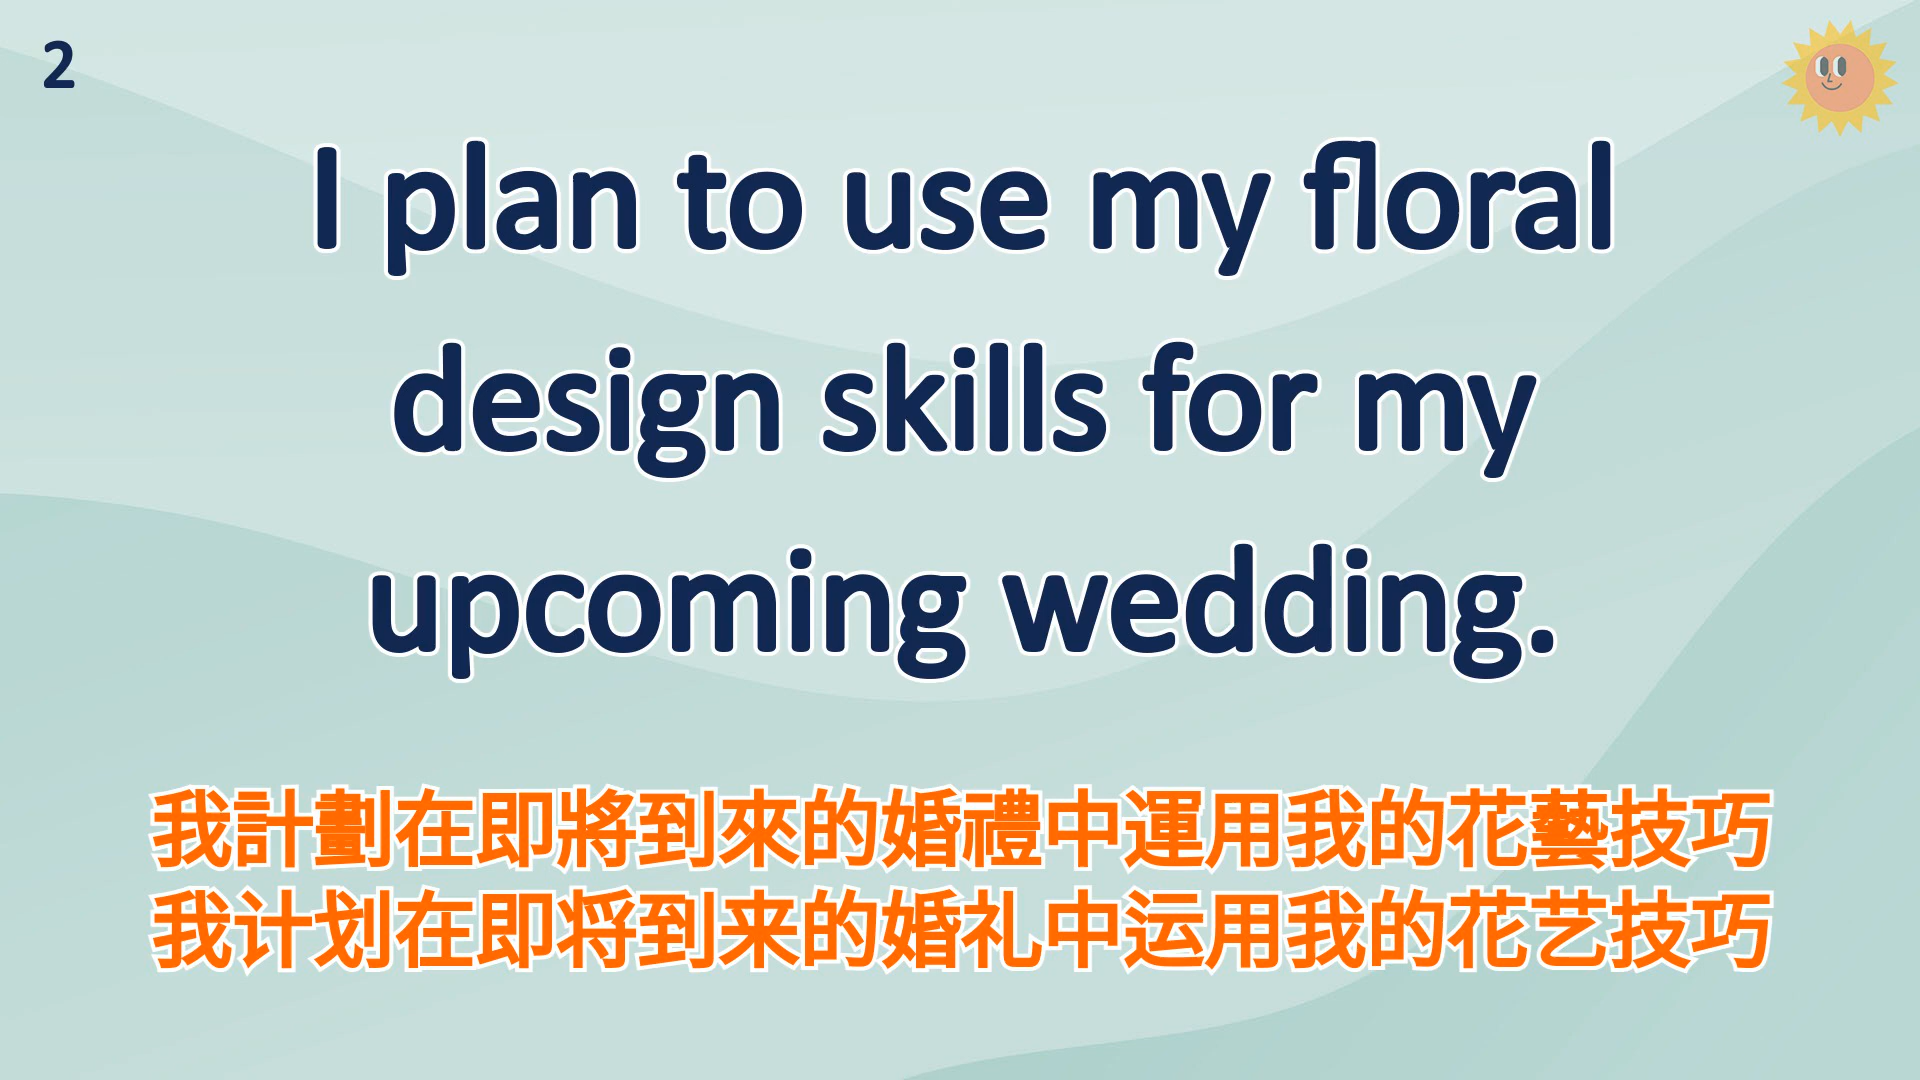 2
I plan to use my floral
design skills for my
upcoming wedding.
我計劃在即將到來的婚禮中運用我的花藝技巧
我计划在即将到来的婚礼中运用我的花艺技巧